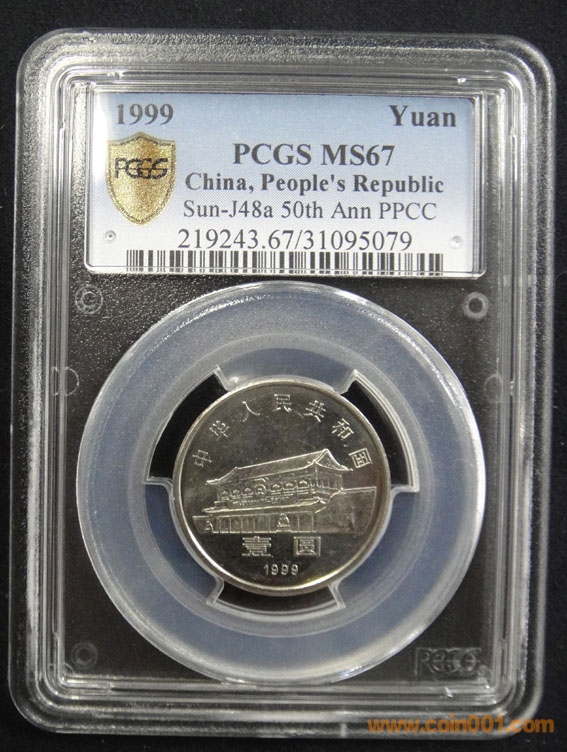 1999 Yuan
PCGS
PCGS MS67
China, People's Republic
Sun-J48a 50th Ann PPCC
219243.67/31095079
中华人民共和国
壹圆
1999
PCGS
www.coin001.com